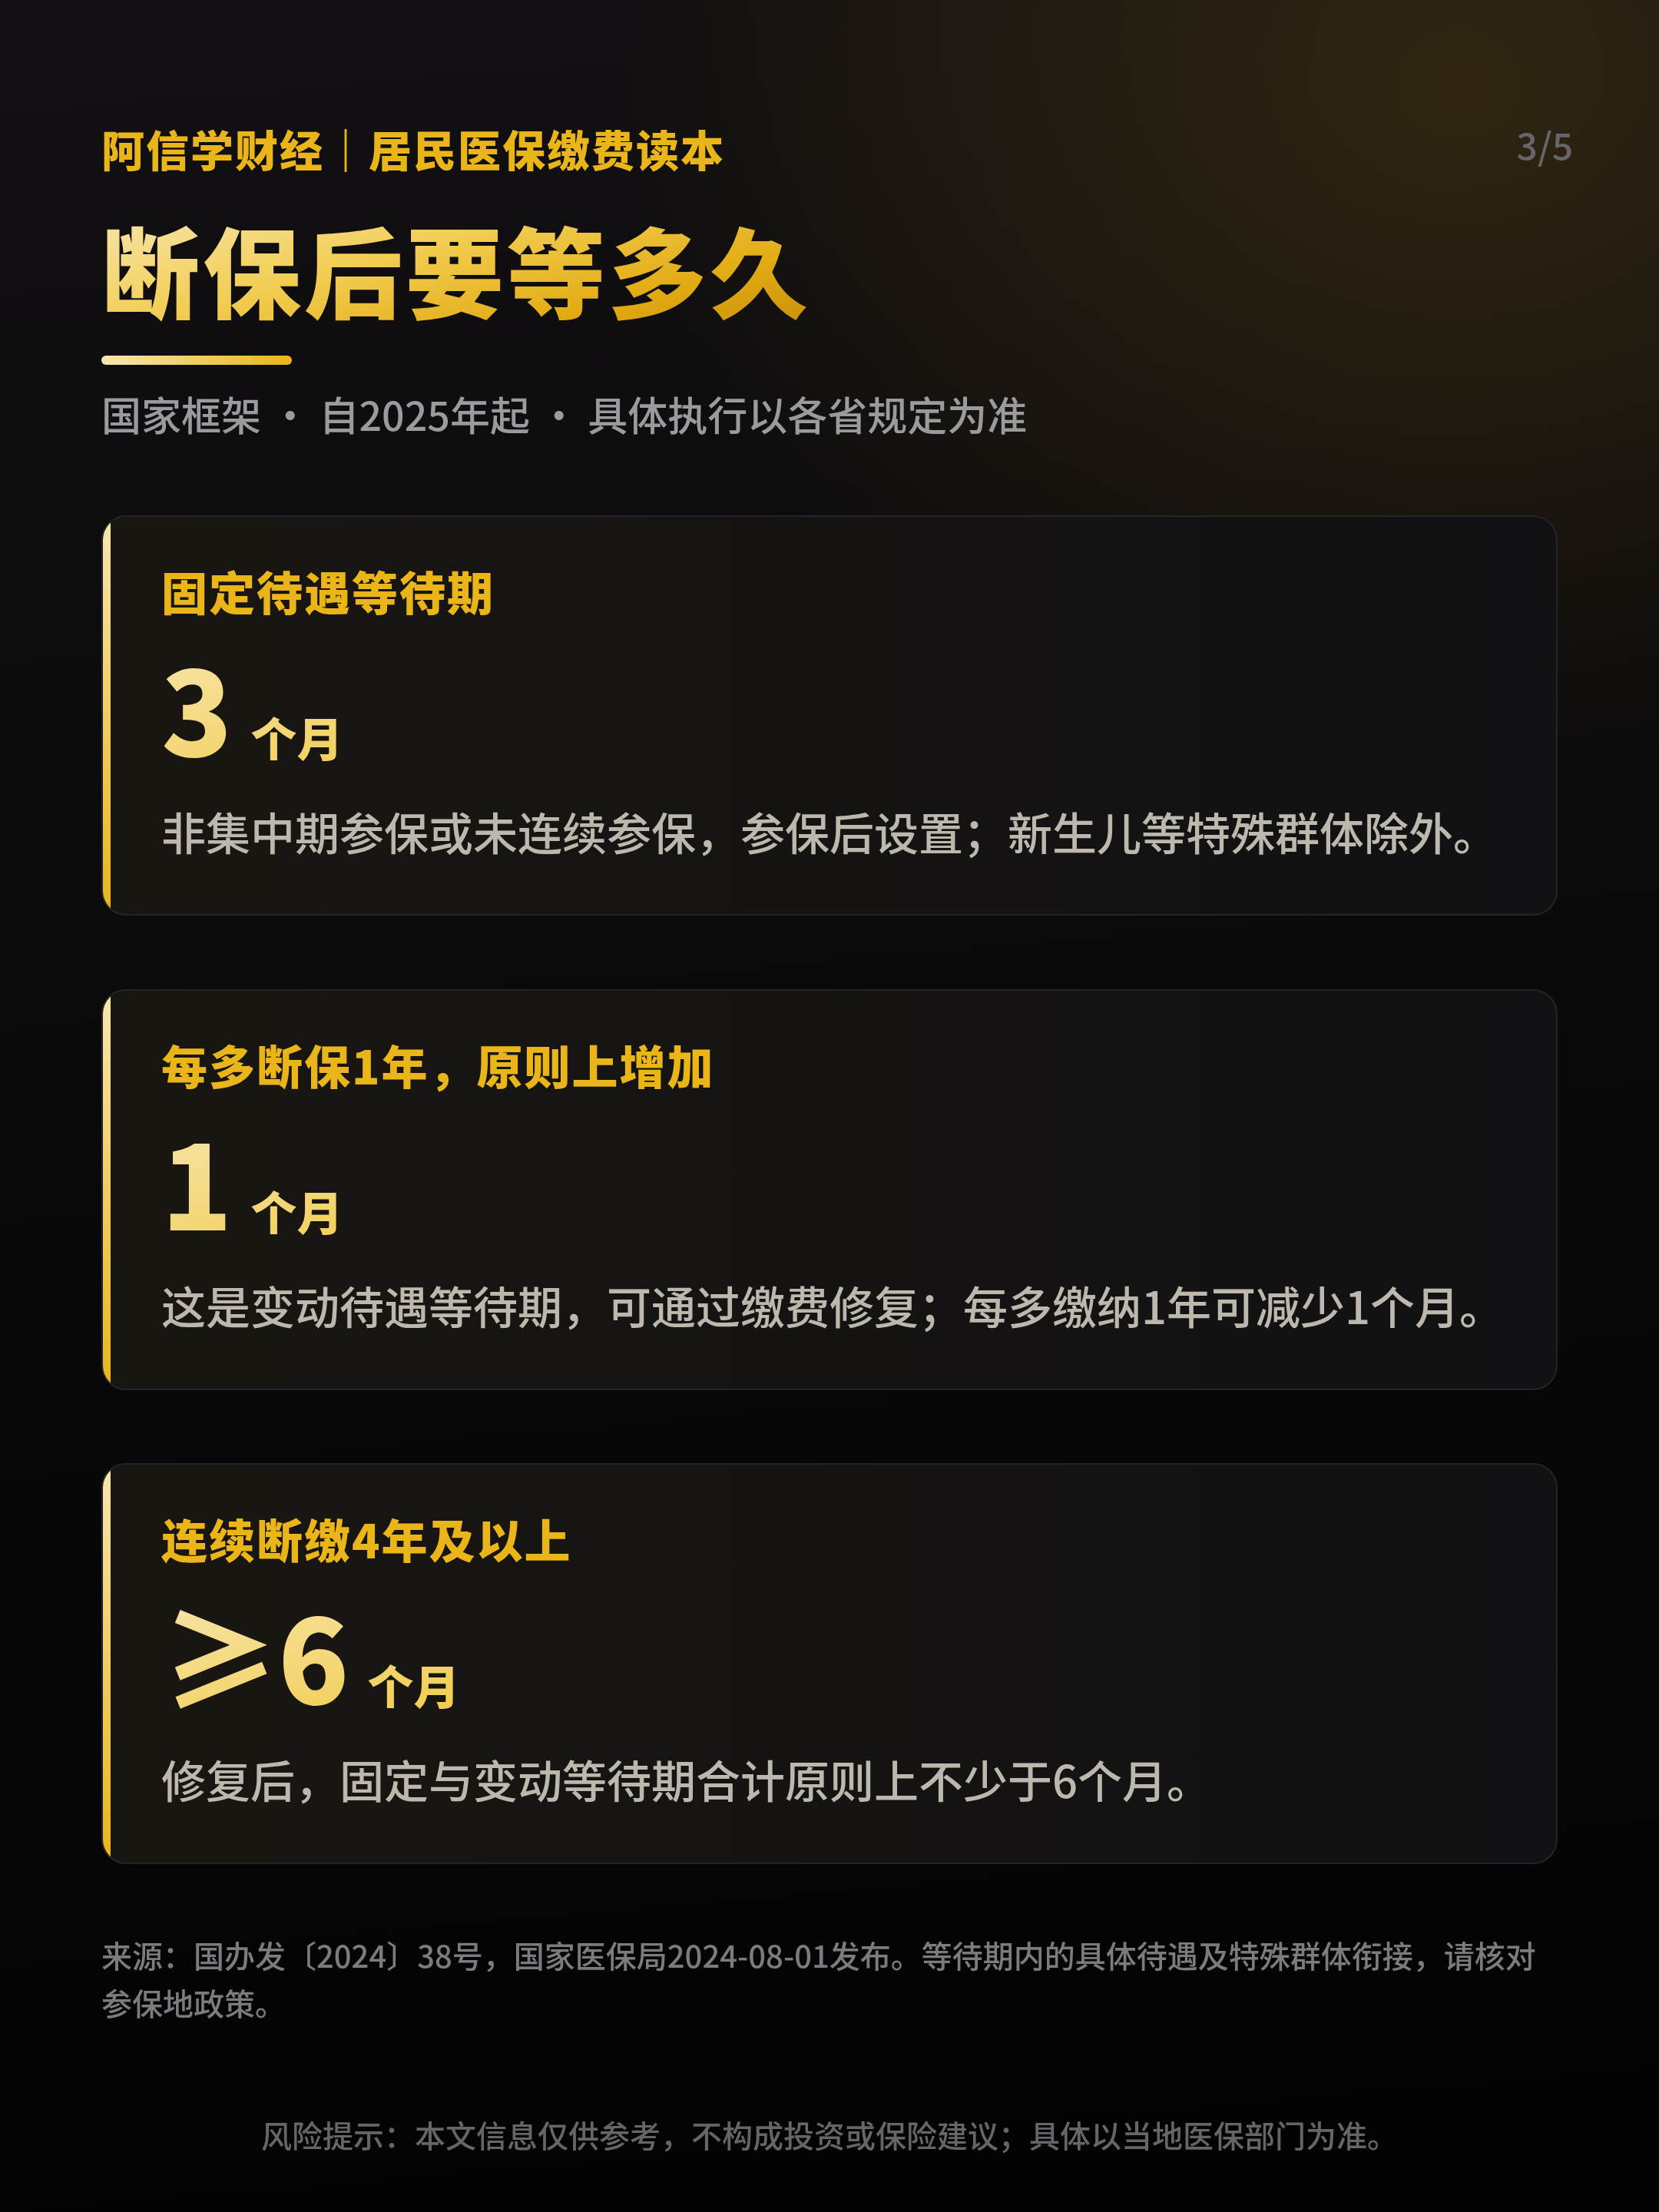 阿信学财经｜居民医保缴费读本
3/5
断保后要等多久
国家框架 · 自2025年起 · 具体执行以各省规定为准
固定待遇等待期
3 个月
非集中期参保或未连续参保，参保后设置；新生儿等特殊群体除外。
每多断保1年，原则上增加
1 个月
这是变动待遇等待期，可通过缴费修复；每多缴纳1年可减少1个月。
连续断缴4年及以上
⩾6 个月
修复后，固定与变动等待期合计原则上不少于6个月。
来源：国办发〔2024〕38号，国家医保局2024-08-01发布。等待期内的具体待遇及特殊群体衔接，请核对
参保地政策。
风险提示：本文信息仅供参考，不构成投资或保险建议；具体以当地医保部门为准。